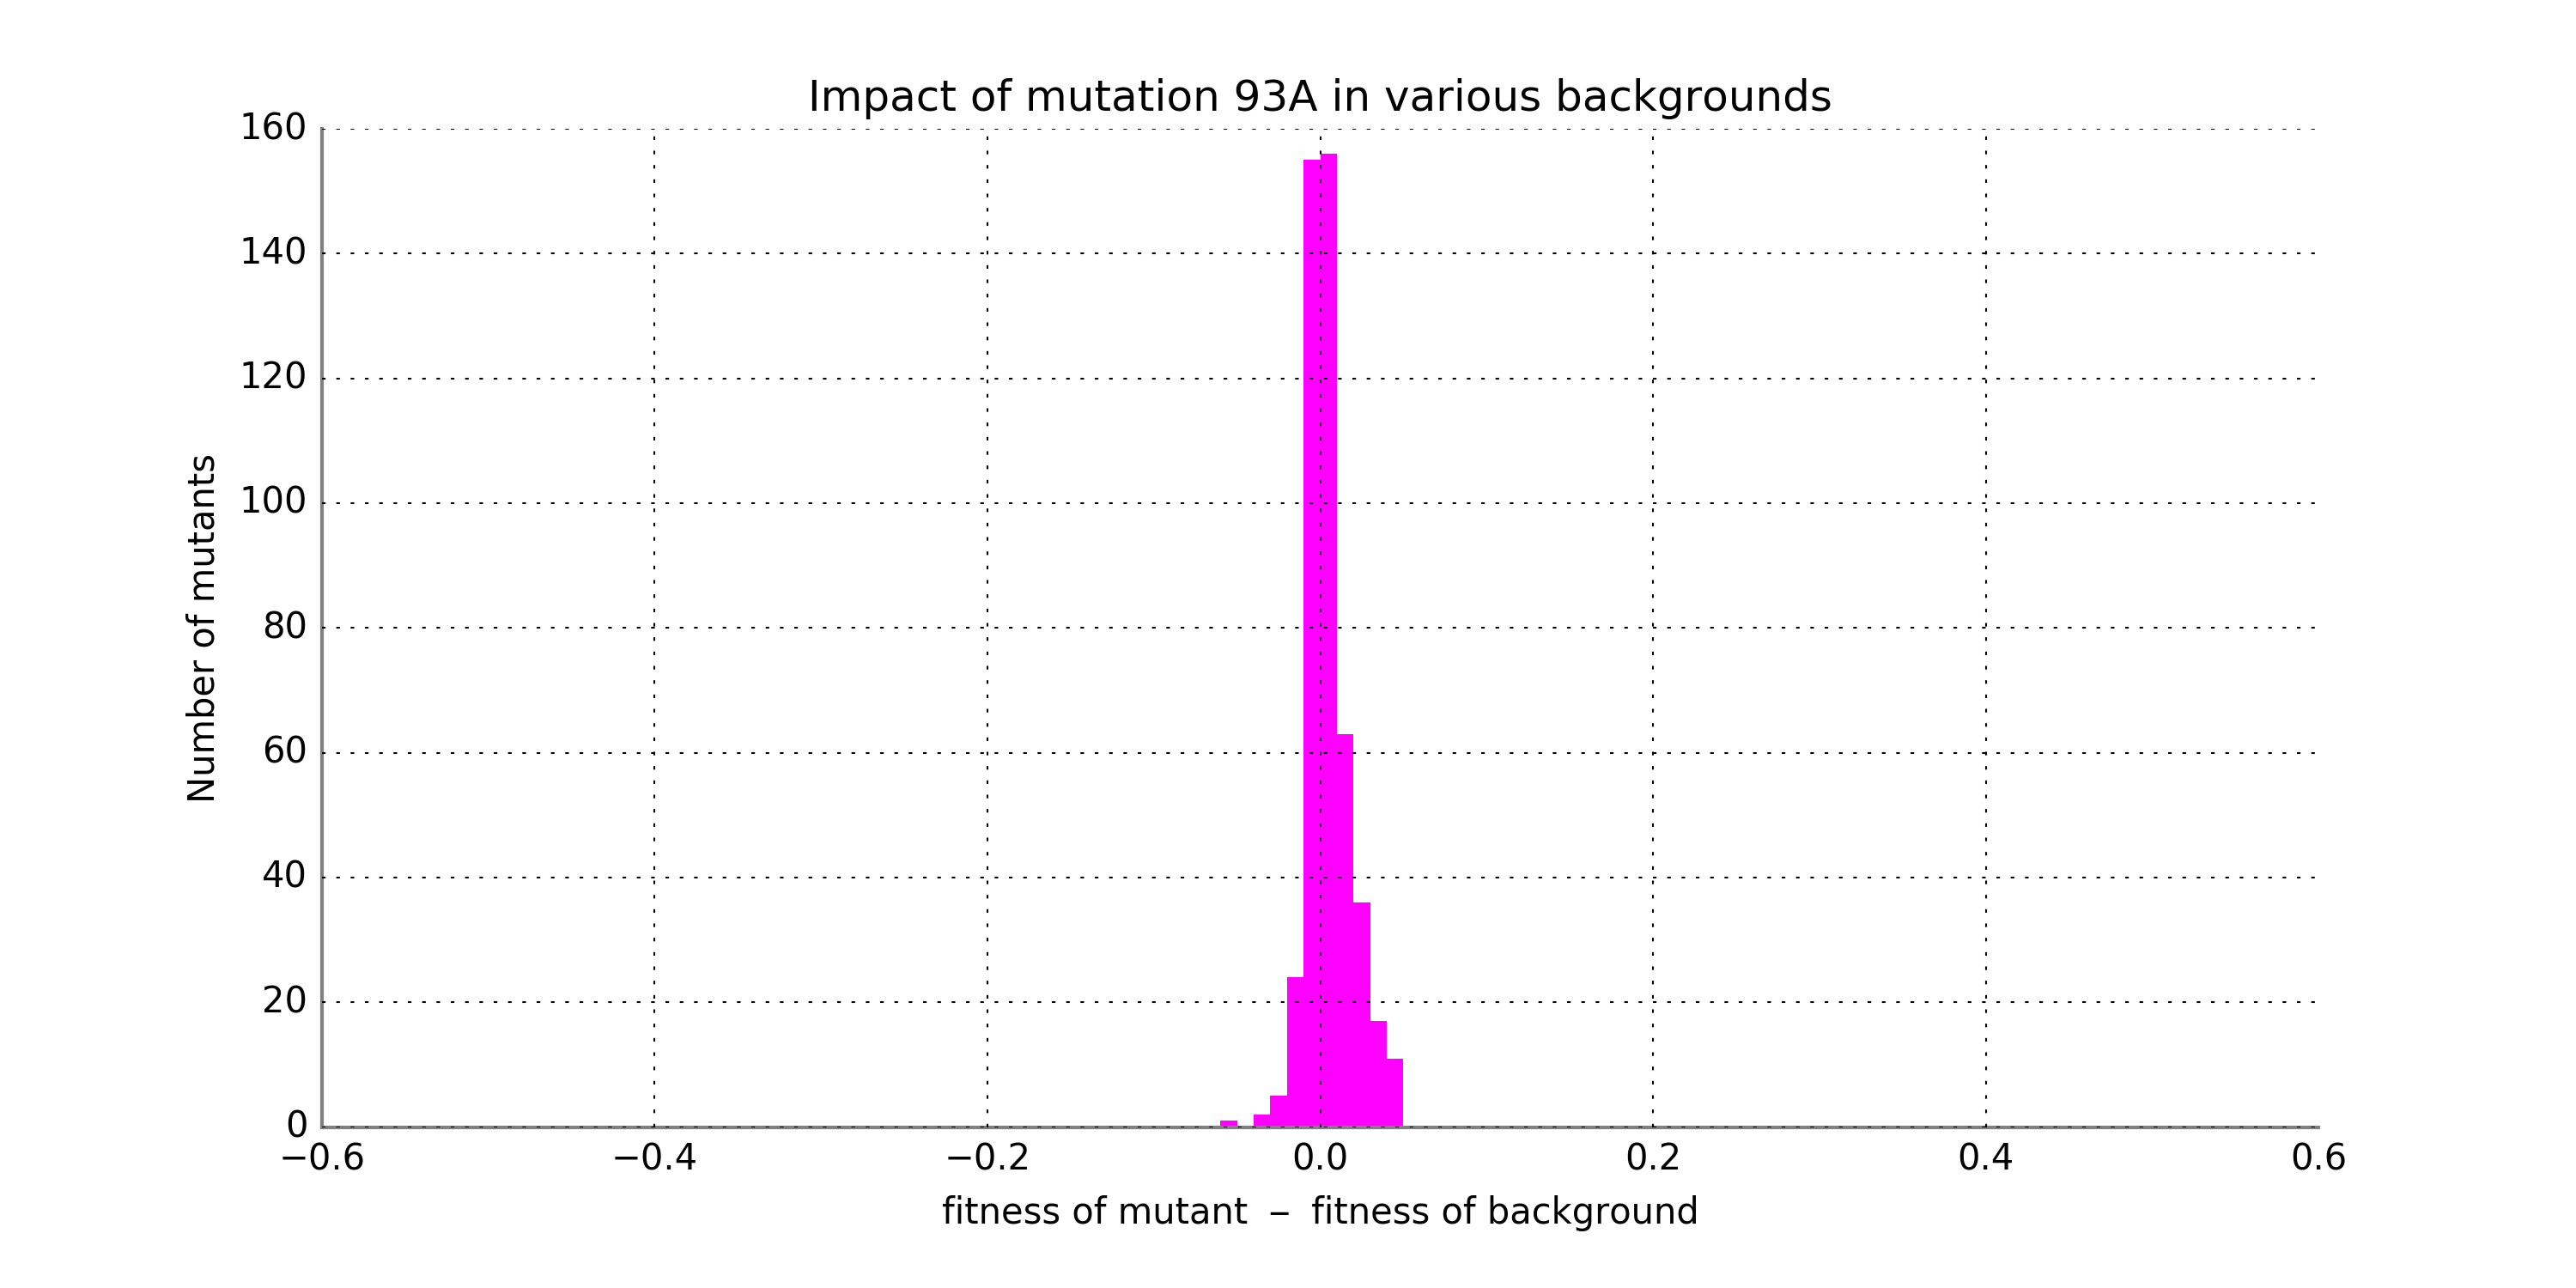 Impact of mutation 93A in various backgrounds
160
140
120
100
80
60
40
20
0
Number of mutants
−0.6 −0.4 −0.2 0.0 0.2 0.4 0.6
fitness of mutant − fitness of background